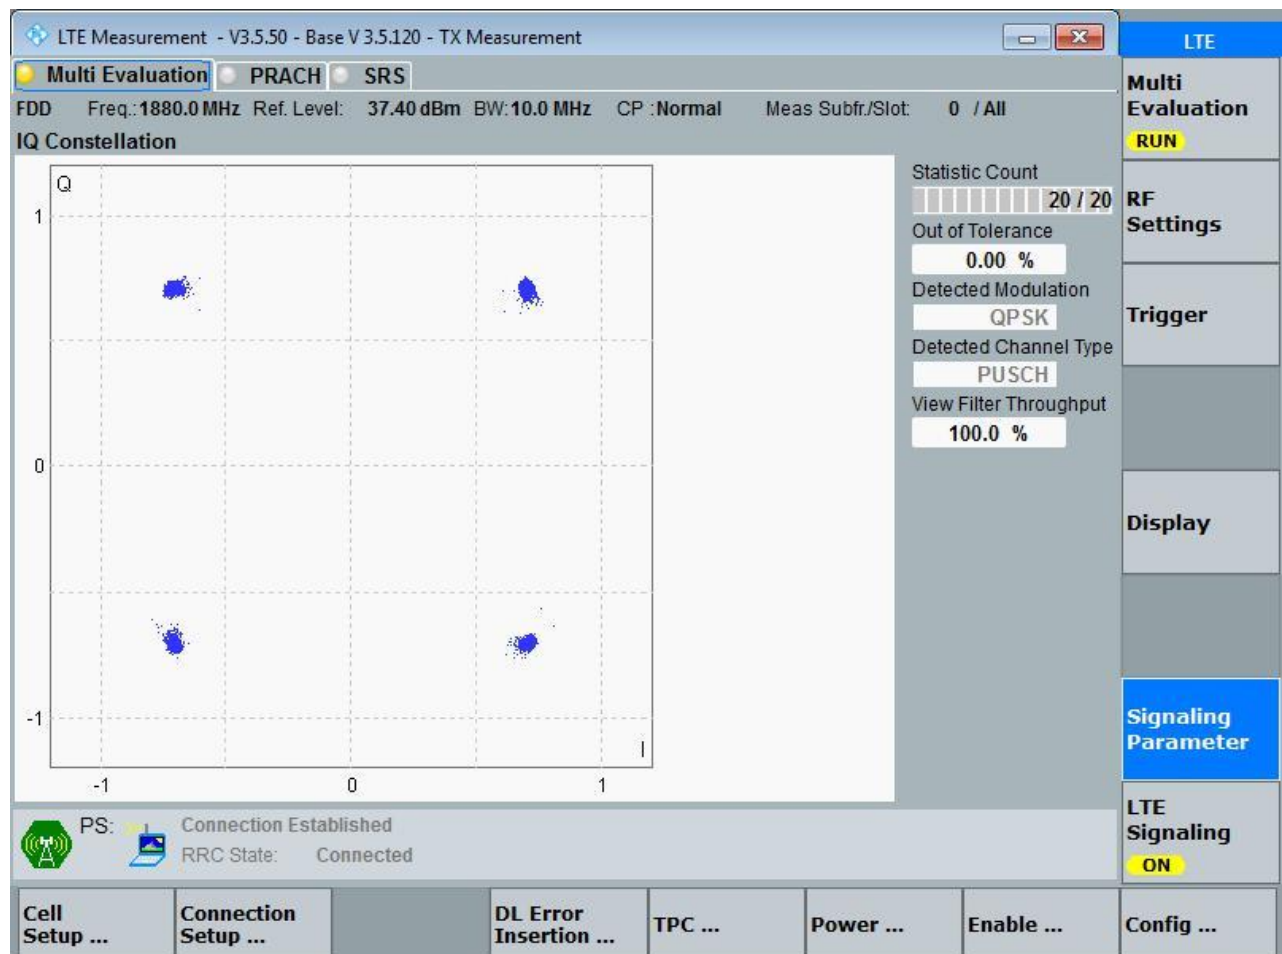 LTE Measurement - V3.5.50 - Base V 3.5.120 - TX Measurement
LTE
Multi Evaluation PRACH SRS
FDD Freq.: 1880.0 MHz Ref. Level: 37.40 dBm BW: 10.0 MHz CP : Normal Meas Subfr./Slot: 0 / All
IQ Constellation
Q
1
0
-1
I
-1 0 1
Statistic Count
20 / 20
Out of Tolerance
0.00 %
Detected Modulation
QPSK
Detected Channel Type
PUSCH
View Filter Throughput
100.0 %
Multi
Evaluation
RUN
RF
Settings
Trigger
Display
Signaling
Parameter
LTE
Signaling
ON
PS: Connection Established
RRC State: Connected
Cell
Setup ...
Connection
Setup ...
DL Error
Insertion ...
TPC ...
Power ...
Enable ...
Config ...